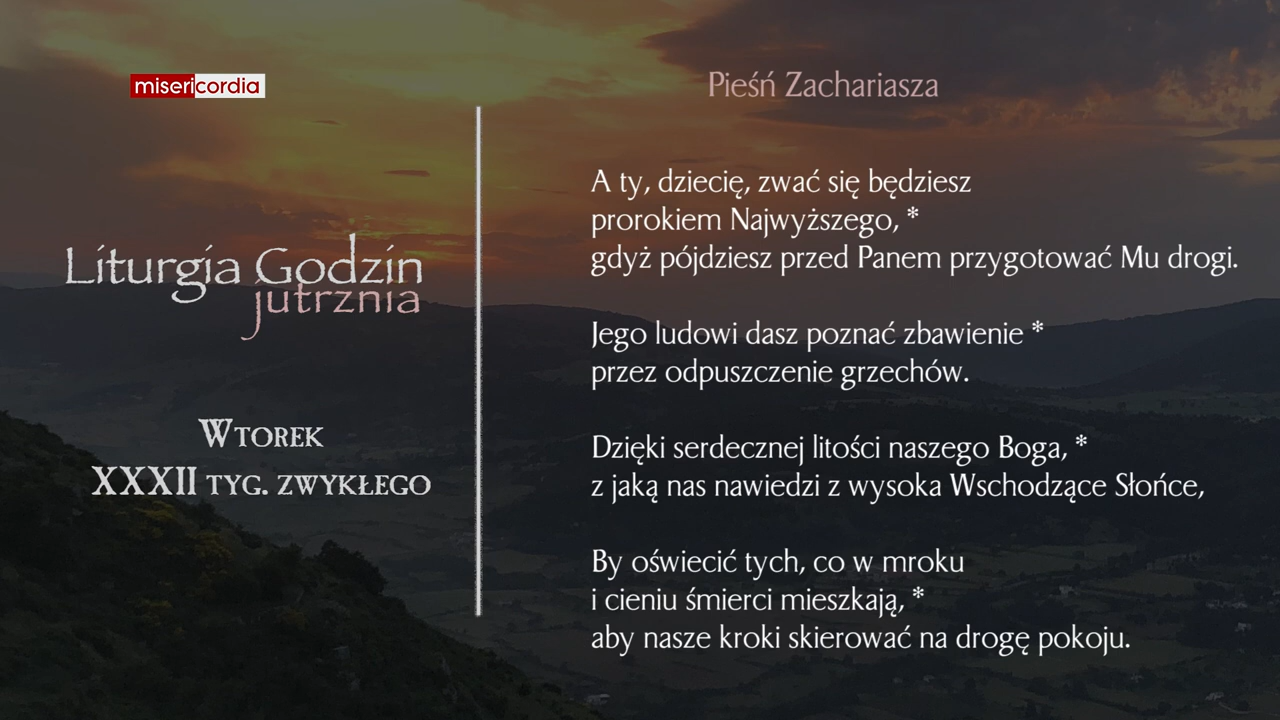 misericordia
Liturgia Godzin
jutrznia
Wtorek
XXXII tyg. zwykłego
Pieśń Zachariasza
A ty, dziecię, zwać się będziesz
prorokiem Najwyższego, *
gdyż pójdziesz przed Panem przygotować Mu drogi.
Jego ludowi dasz poznać zbawienie *
przez odpuszczenie grzechów.
Dzięki serdecznej litości naszego Boga, *
z jaką nas nawiedzi z wysoka Wschodzące Słońce,
By oświecić tych, co w mroku
i cieniu śmierci mieszkają, *
aby nasze kroki skierować na drogę pokoju.